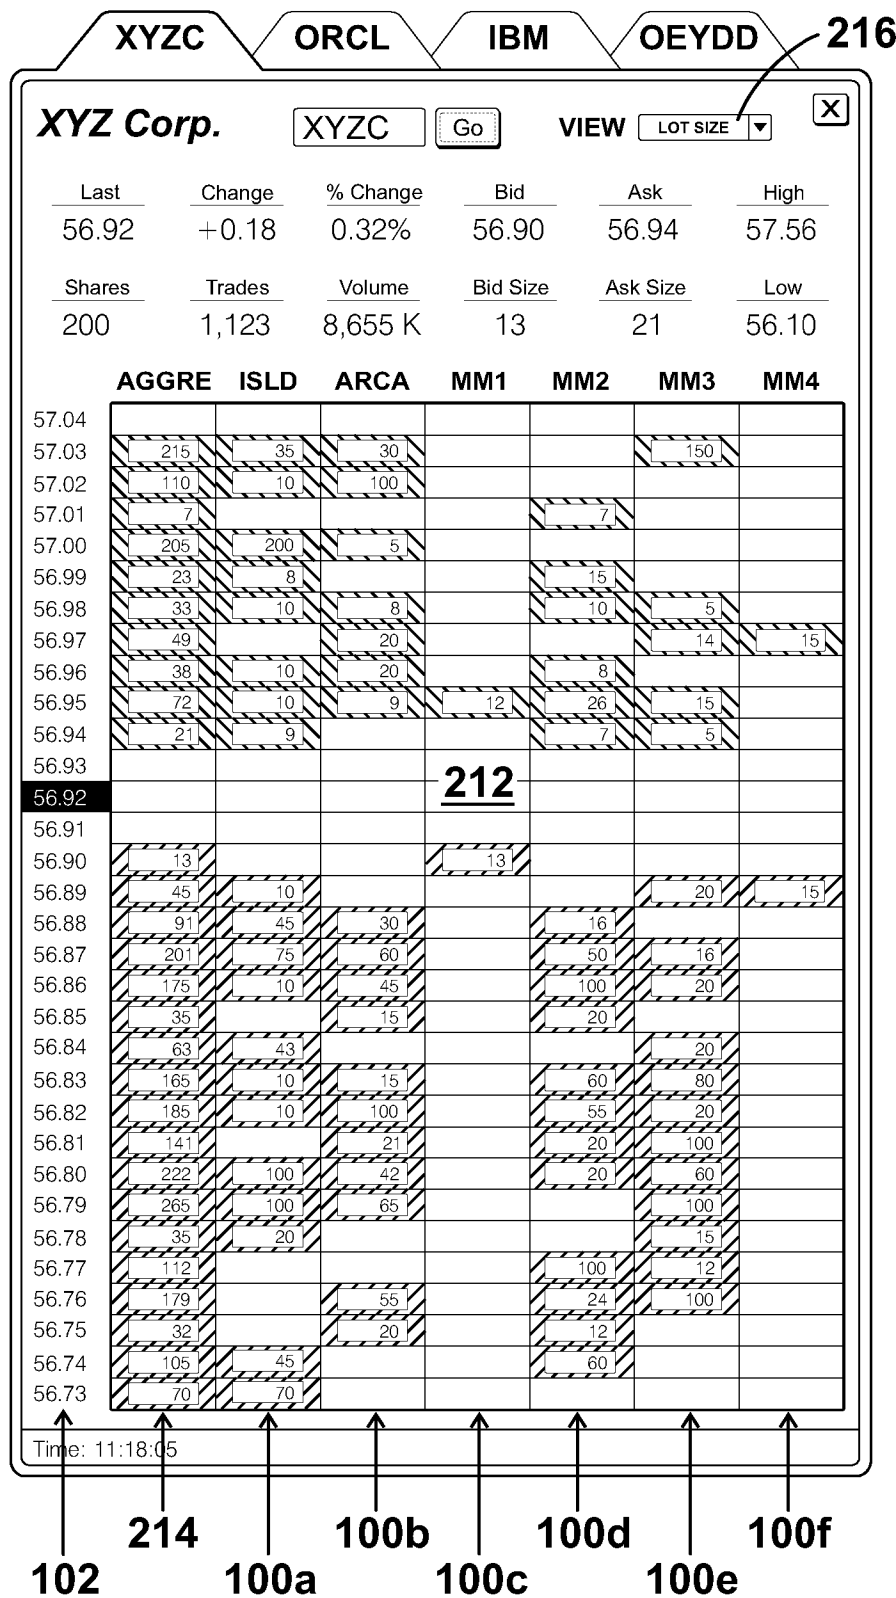 XYZC ORCL IBM OEYDD 216
XYZ Corp. XYZC Go VIEW LOT SIZE X
Last Change % Change Bid Ask High
56.92 +0.18 0.32% 56.90 56.94 57.56
Shares Trades Volume Bid Size Ask Size Low
200 1,123 8,655 K 13 21 56.10
AGGRE ISLD ARCA MM1 MM2 MM3 MM4
57.04
57.03 215 35 30 150
57.02 110 10 100
57.01 7 7
57.00 205 200 5
56.99 23 8 15
56.98 33 10 8 10 5
56.97 49 20 14 15
56.96 38 10 20 8
56.95 72 10 9 12 26 15
56.94 21 9 7 5
56.93
56.92 212
56.91
56.90 13 13
56.89 45 10 20 15
56.88 91 45 30 16
56.87 201 75 60 50 16
56.86 175 10 45 100 20
56.85 35 15 20
56.84 63 43 20
56.83 165 10 15 60 80
56.82 185 10 100 55 20
56.81 141 21 20 100
56.80 222 100 42 20 60
56.79 265 100 65 100
56.78 35 20 15
56.77 112 100 12
56.76 179 55 24 100
56.75 32 20 12
56.74 105 45 60
56.73 70 70
Time: 11:18:05
214 100b 100d 100f
102 100a 100c 100e